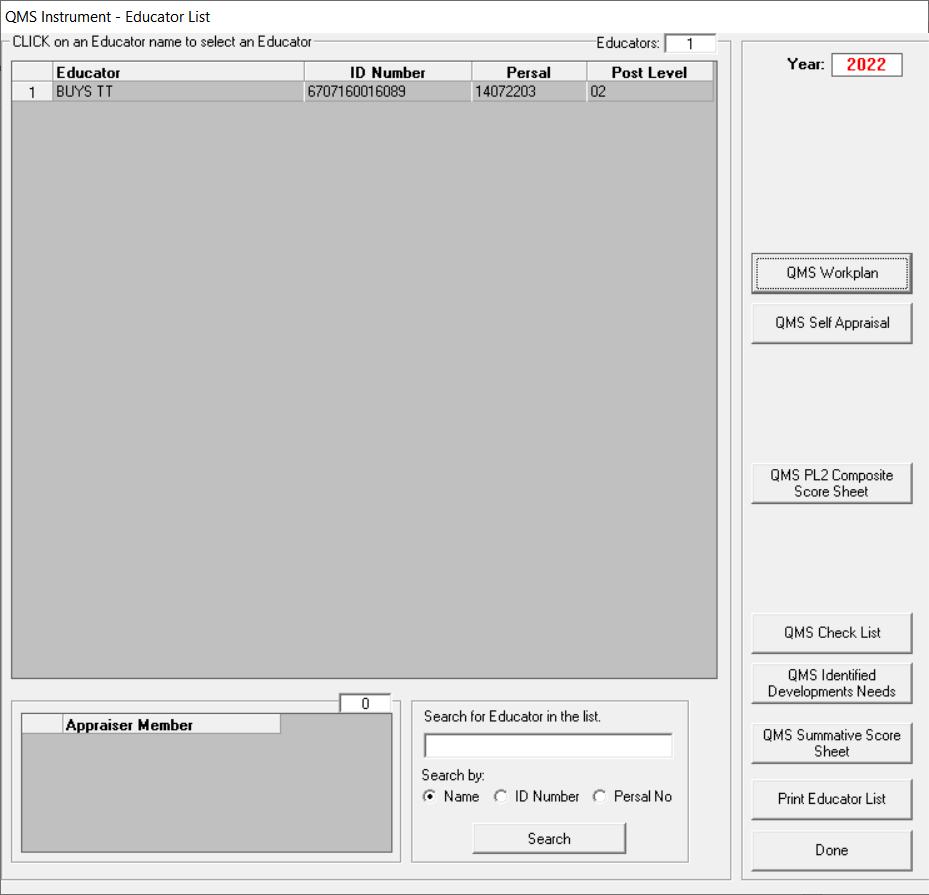 QMS Instrument - Educator List
CLICK on an Educator name to select an Educator
Educators: 1
Year: 2022
Educator ID Number Persal Post Level
1 BUYS TT 6707160016089 14072203 02
QMS Workplan
QMS Self Appraisal
QMS PL2 Composite
Score Sheet
QMS Check List
QMS Identified
Developments Needs
QMS Summative Score
Sheet
Print Educator List
Done
0
Appraiser Member
Search for Educator in the list.
Search by:
Name ID Number Persal No
Search